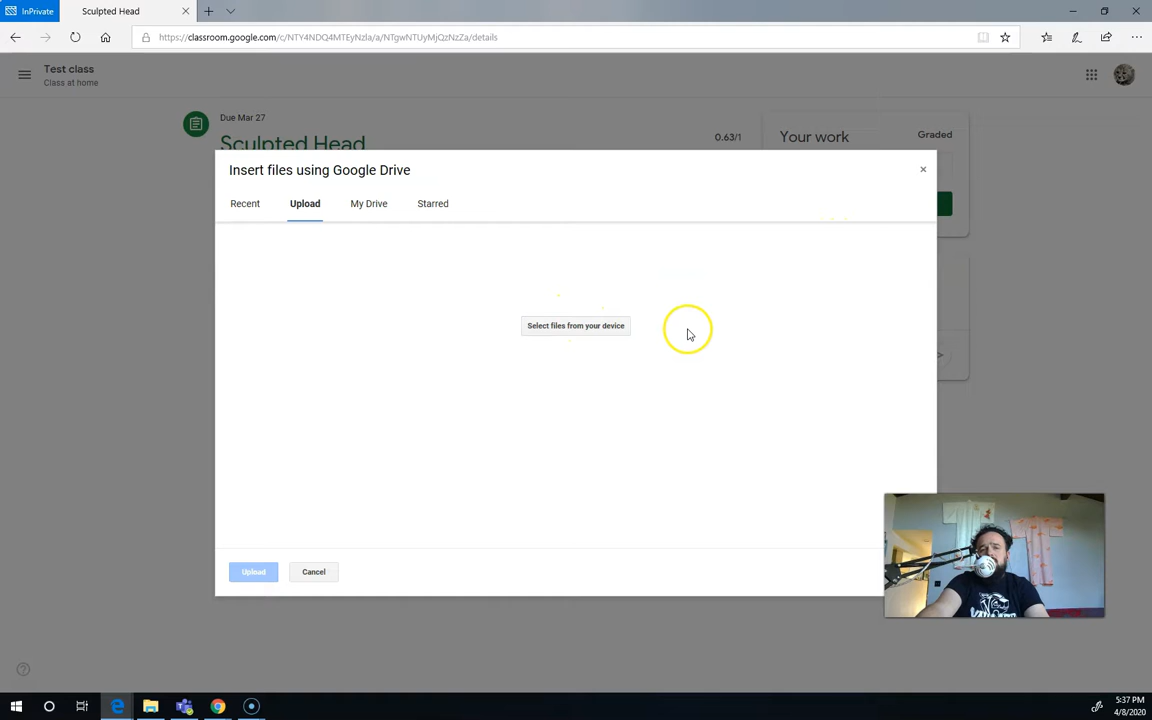 InPrivate
Sculpted Head
https://classroom.google.com/c/NTY4NDQ4MTEyNzla/a/NTgwNTUyMjQzNzZa/details
Test class
Class at home
Due Mar 27
Sculpted Head
0.63/1
Your work
Graded
Insert files using Google Drive
Recent
Upload
My Drive
Starred
Select files from your device
Upload
Cancel
5:37 PM
4/8/2020